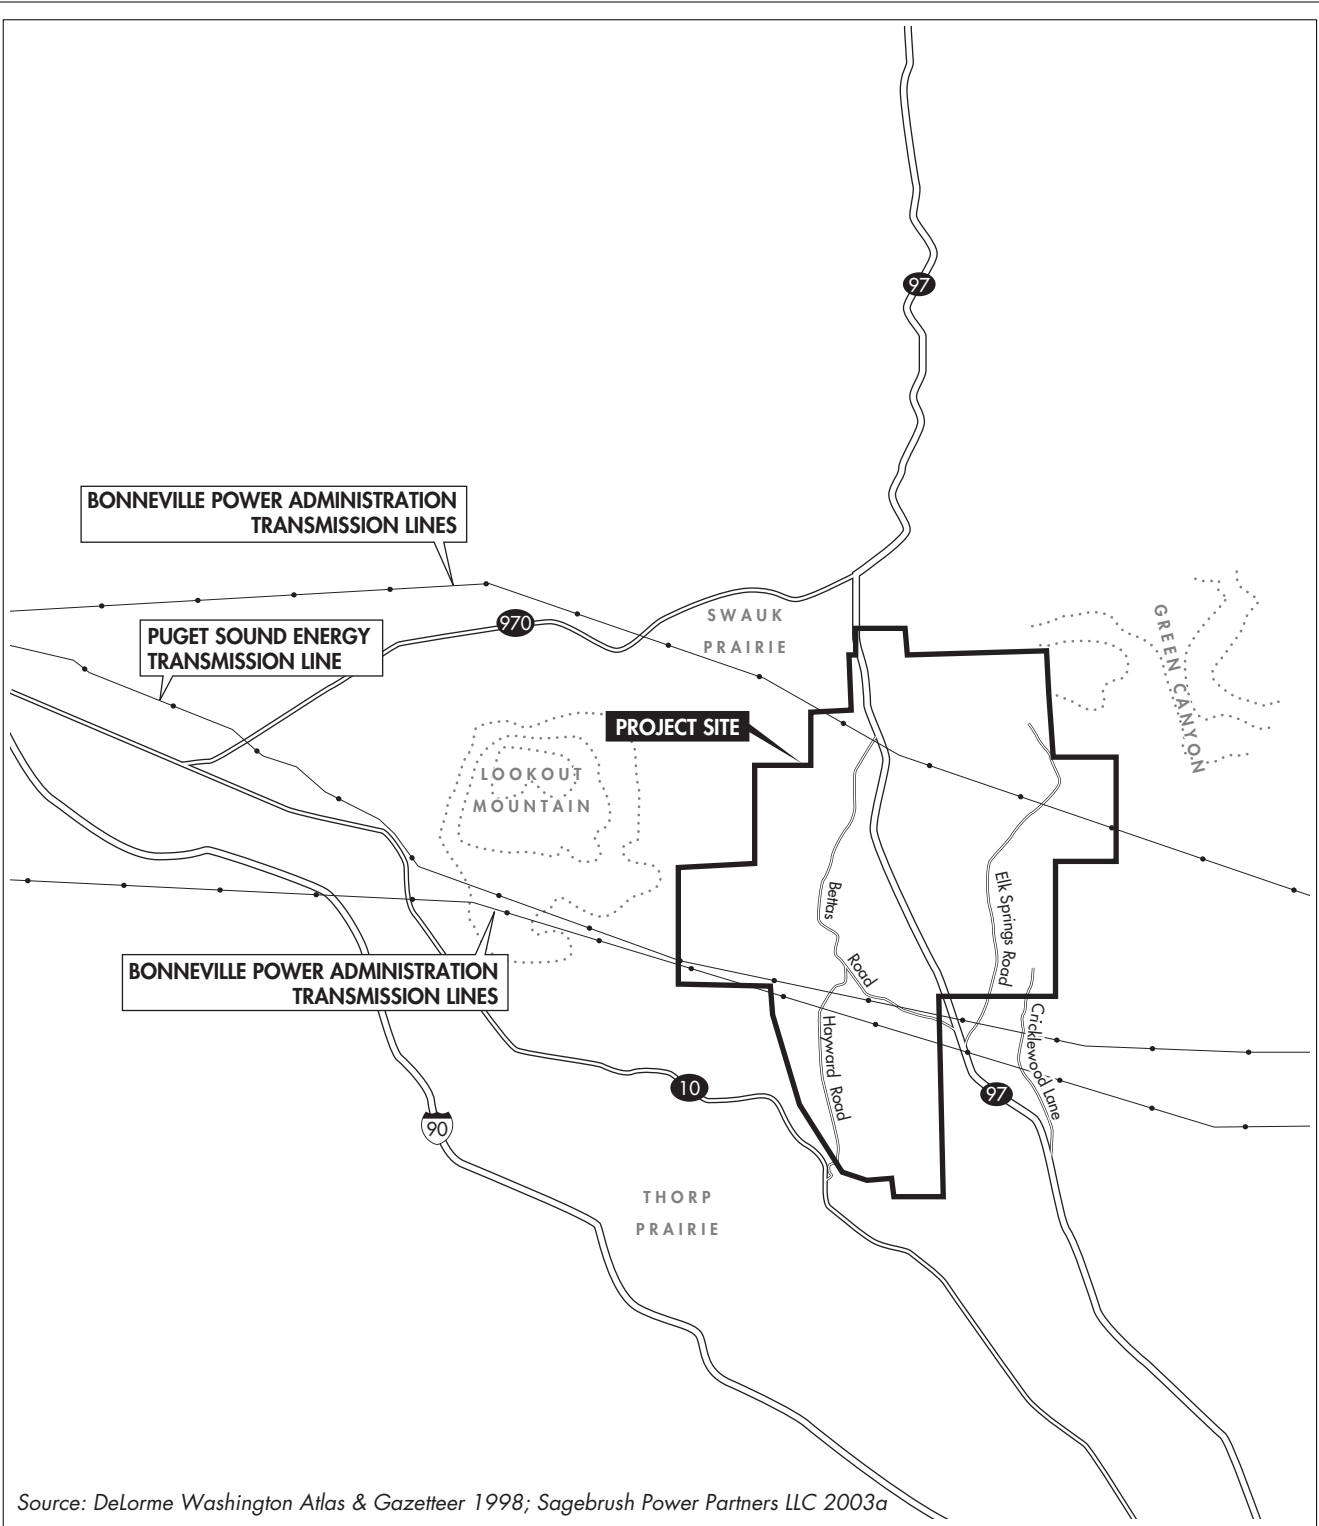 97
BONNEVILLE POWER ADMINISTRATION
TRANSMISSION LINES
970
SWAUK
PRAIRIE
GREEN CANYON
PUGET SOUND ENERGY
TRANSMISSION LINE
PROJECT SITE
LOOKOUT
MOUNTAIN
Bettas
Road
Elk Springs Road
BONNEVILLE POWER ADMINISTRATION
TRANSMISSION LINES
Hayward Road
Cricklewood Lane
10
97
90
THORP
PRAIRIE
Source: DeLorme Washington Atlas & Gazetteer 1998; Sagebrush Power Partners LLC 2003a